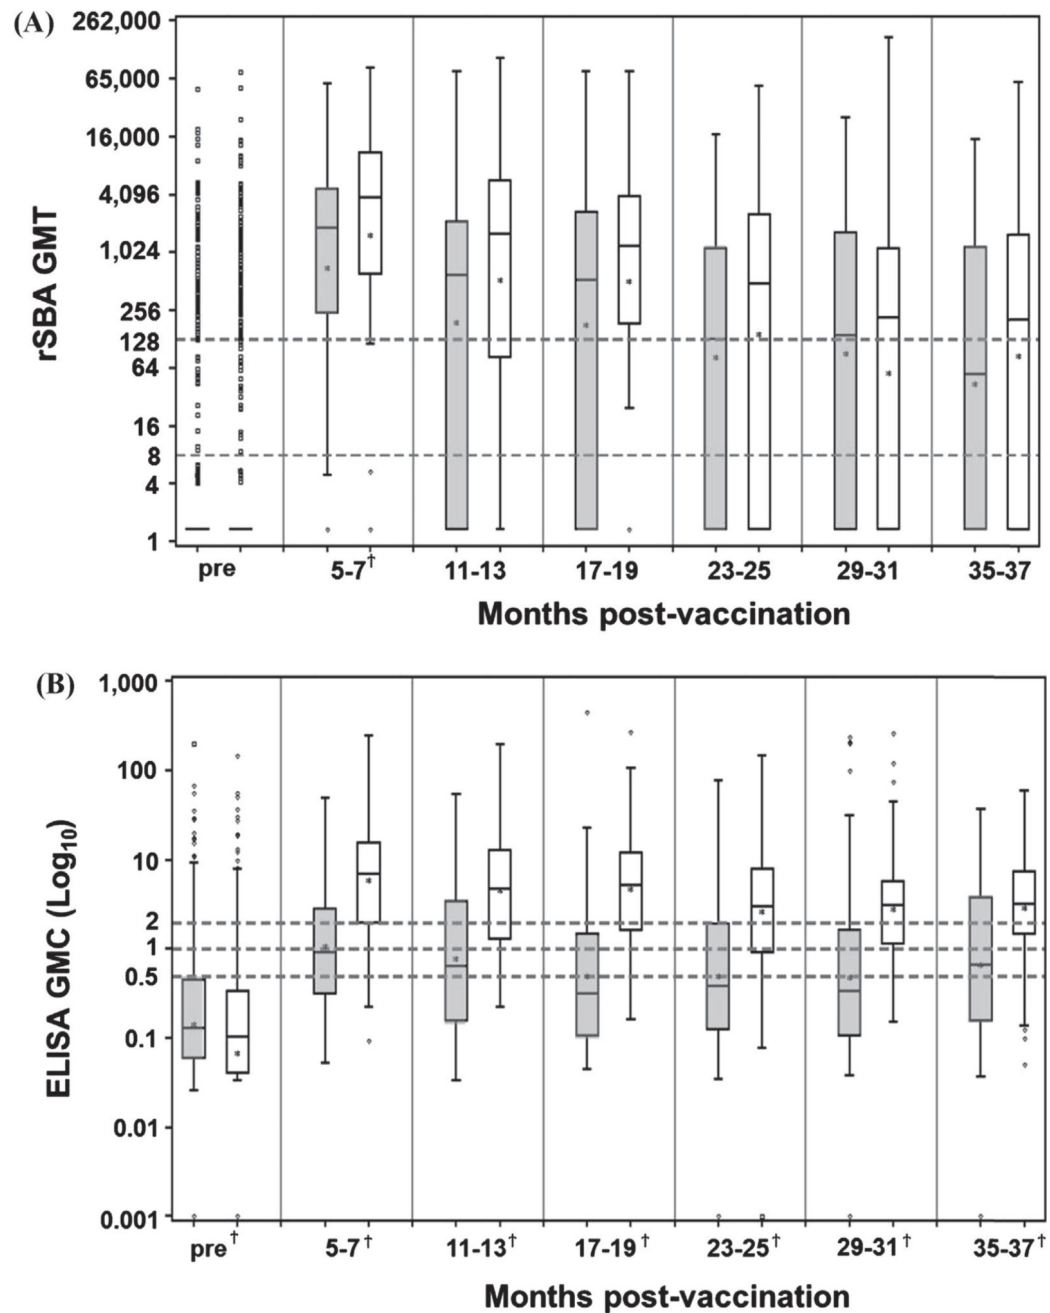 (A)
rSBA GMT
262,000
65,000
16,000
4,096
1,024
256
128
64
16
8
4
1
pre 5-7† 11-13 17-19 23-25 29-31 35-37
Months post-vaccination
(B)
ELISA GMC (Log10)
1,000
100
10
2
1
0.5
0.1
0.01
0.001
pre† 5-7† 11-13† 17-19† 23-25† 29-31† 35-37†
Months post-vaccination